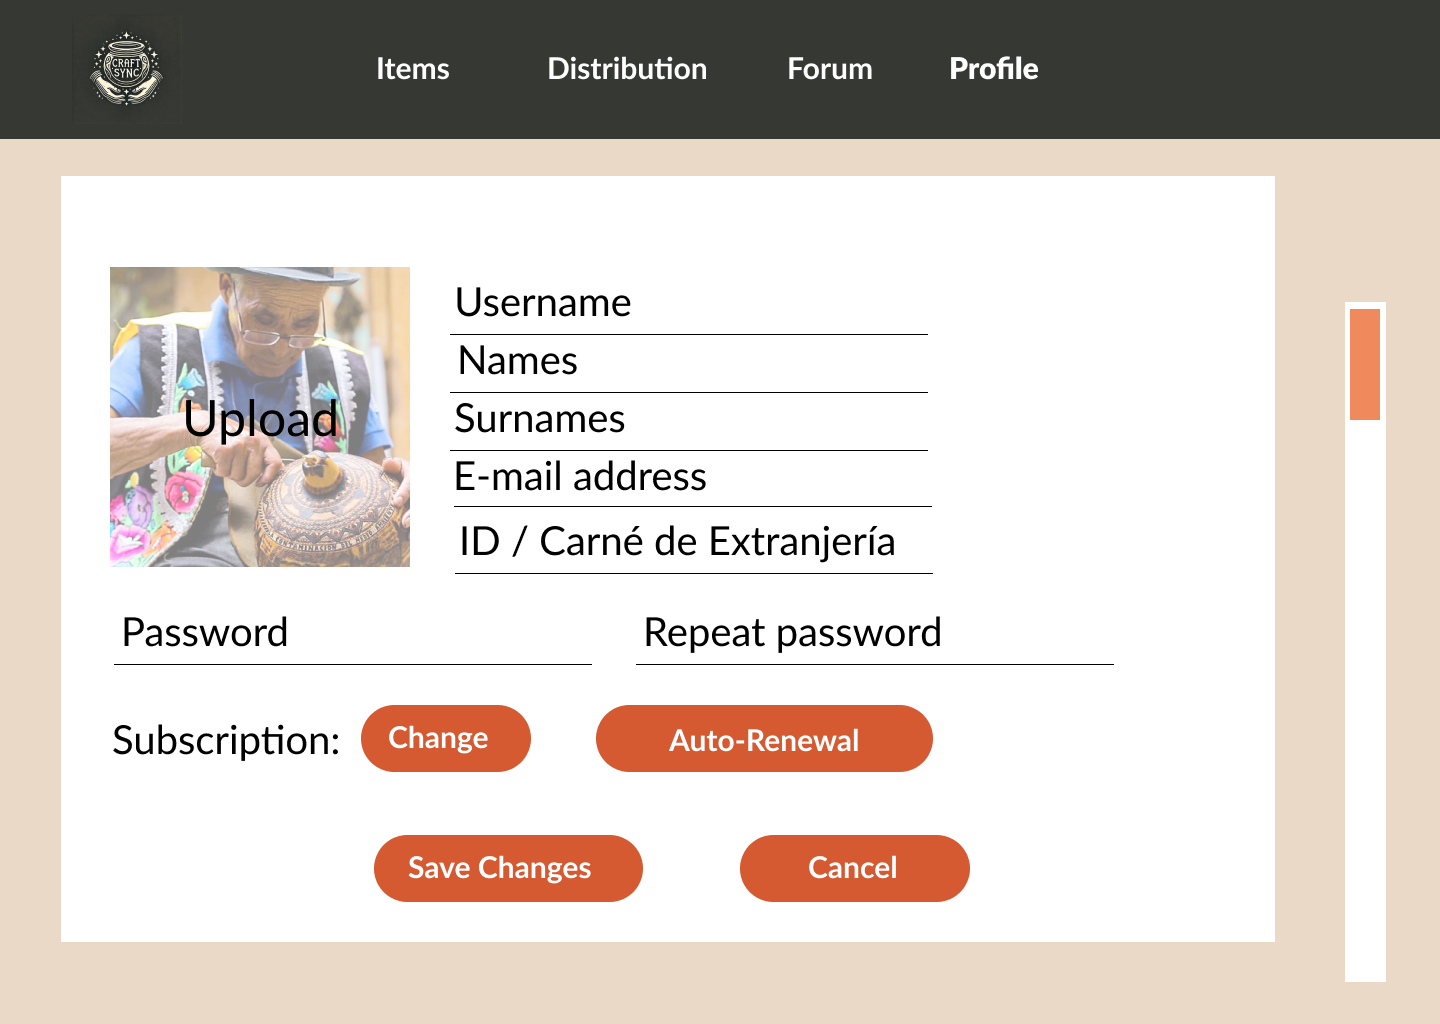 CRAFT
SYNC
Items
Distribution
Forum
Profile
Upload
Username
Names
Surnames
E-mail address
ID / Carné de Extranjería
Password
Repeat password
Subscription:
Change
Auto-Renewal
Save Changes
Cancel